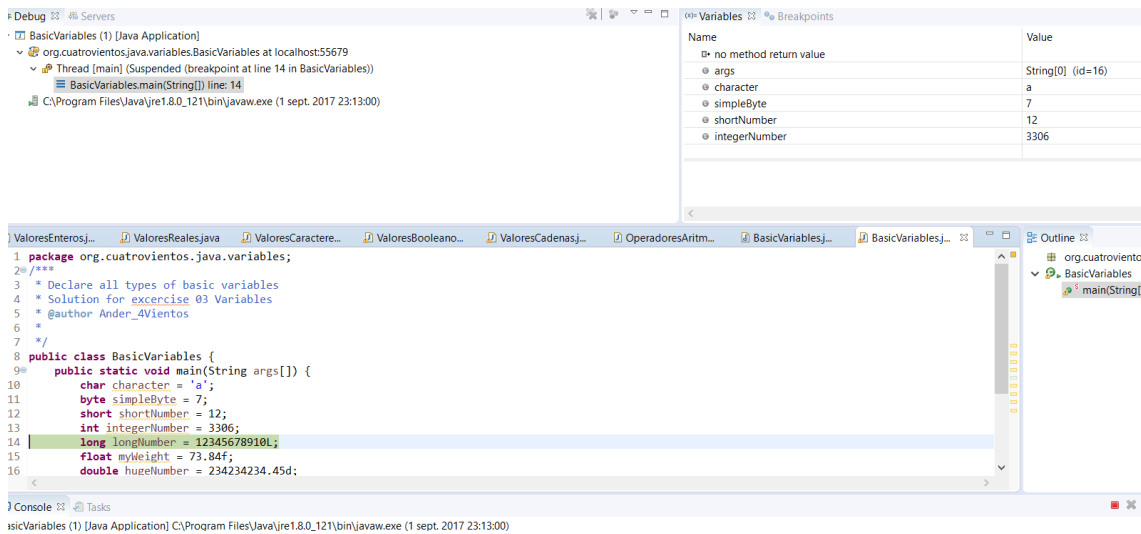 Debug Servers
BasicVariables (1) [Java Application]
org.cuatrovientos.java.variables.BasicVariables at localhost:55679
Thread [main] (Suspended (breakpoint at line 14 in BasicVariables))
BasicVariables.main(String[]) line: 14
C:\Program Files\Java\jre1.8.0_121\bin\javaw.exe (1 sept. 2017 23:13:00)
(x)= Variables Breakpoints
Name Value
no method return value
args String[0] (id=16)
character a
simpleByte 7
shortNumber 12
integerNumber 3306
ValoresEnteros.j... ValoresReales.java ValoresCaractere... ValoresBooleano... ValoresCadenas.j... OperadoresAritm... BasicVariables.j... BasicVariables.j...
1 package org.cuatrovientos.java.variables;
2 /***
3 * Declare all types of basic variables
4 * Solution for excercise 03 Variables
5 * @author Ander_4Vientos
6 *
7 */
8 public class BasicVariables {
9 public static void main(String args[]) {
10 char character = 'a';
11 byte simpleByte = 7;
12 short shortNumber = 12;
13 int integerNumber = 3306;
14 long longNumber = 12345678910L;
15 float myWeight = 73.84f;
16 double hugeNumber = 234234234.45d;
Outline
org.cuatroviento
BasicVariables
main(String[
Console Tasks
asicVariables (1) [Java Application] C:\Program Files\Java\jre1.8.0_121\bin\javaw.exe (1 sept. 2017 23:13:00)